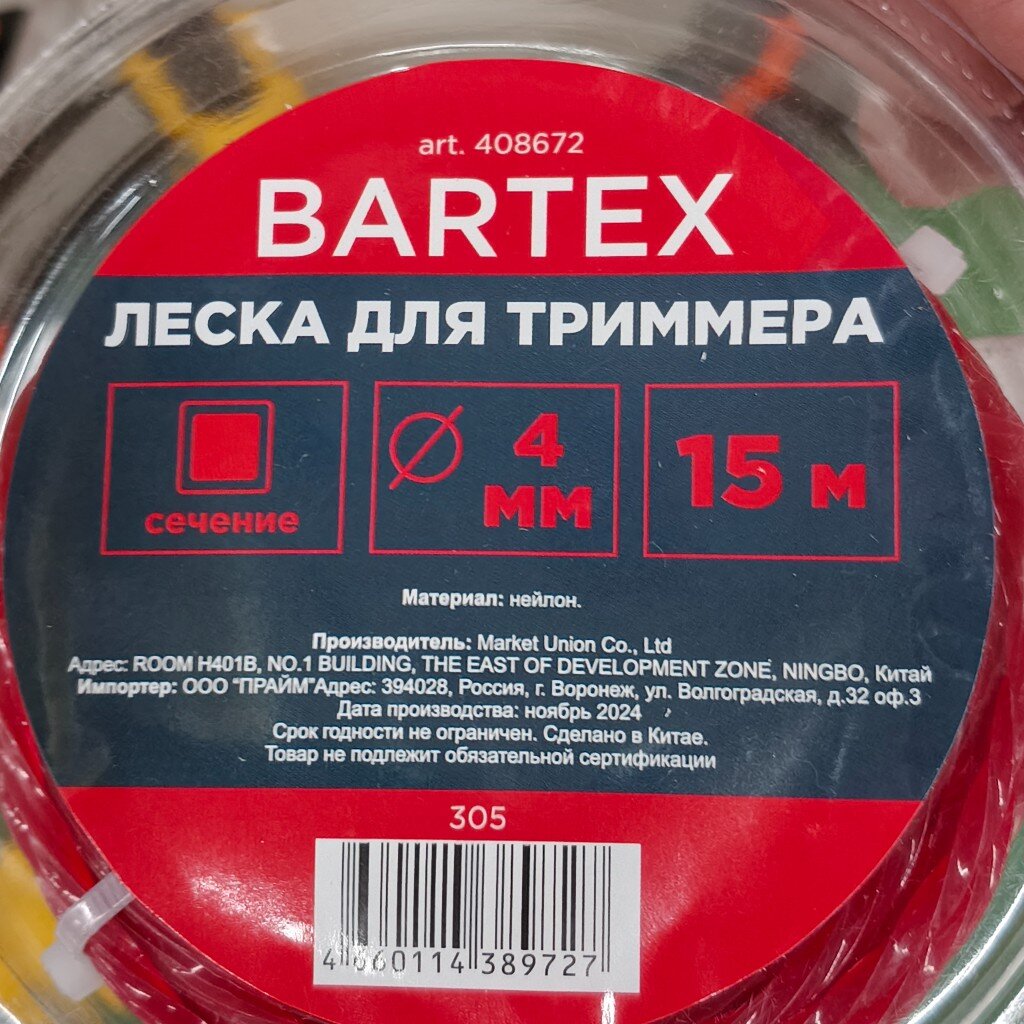 art. 408672
BARTEX
ЛЕСКА ДЛЯ ТРИММЕРА
сечение
Ø 4 мм
15 м
Материал: нейлон.
Производитель: Market Union Co., Ltd
Адрес: ROOM H401B, NO.1 BUILDING, THE EAST OF DEVELOPMENT ZONE, NINGBO, Китай
Импортер: ООО "ПРАЙМ"Адрес: 394028, Россия, г. Воронеж, ул. Волгоградская, д.32 оф.3
Дата производства: ноябрь 2024
Срок годности не ограничен. Сделано в Китае.
Товар не подлежит обязательной сертификации
305
4660114389727